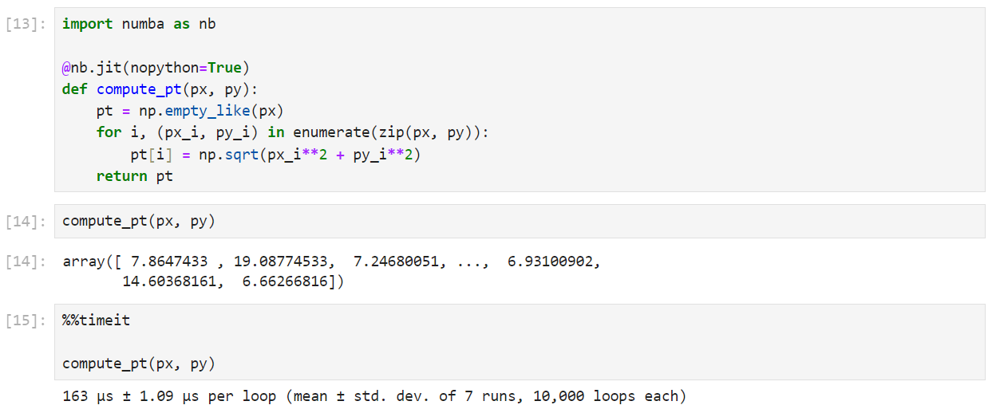 [13]: import numba as nb
@nb.jit(nopython=True)
def compute_pt(px, py):
    pt = np.empty_like(px)
    for i, (px_i, py_i) in enumerate(zip(px, py)):
        pt[i] = np.sqrt(px_i**2 + py_i**2)
    return pt
[14]: compute_pt(px, py)
[14]: array([ 7.8647433 , 19.08774533,  7.24680051, ...,  6.93100902,
       14.60368161,  6.66266816])
[15]: %%timeit
compute_pt(px, py)
163 µs ± 1.09 µs per loop (mean ± std. dev. of 7 runs, 10,000 loops each)